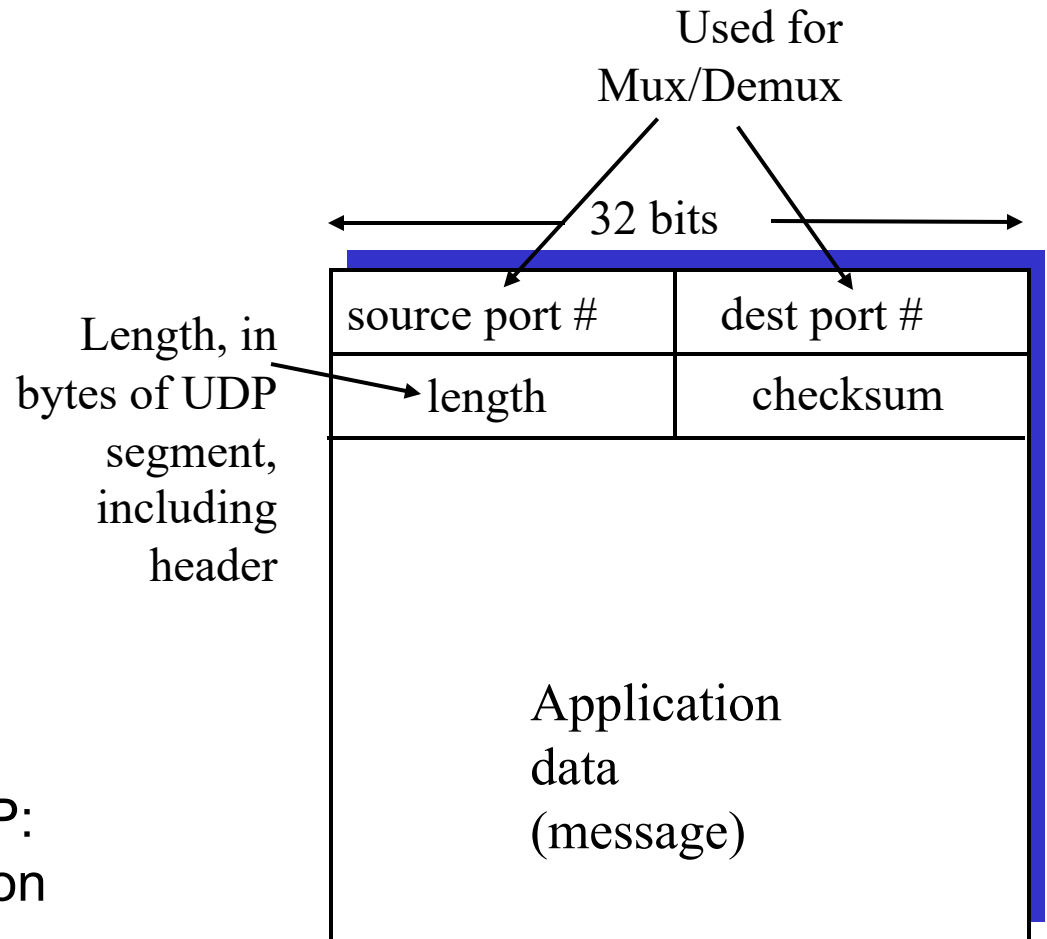 Used for
Mux/Demux
32 bits
source port #
dest port #
Length, in
bytes of UDP
segment,
including
header
length
checksum
Application
data
(message)
P:
on